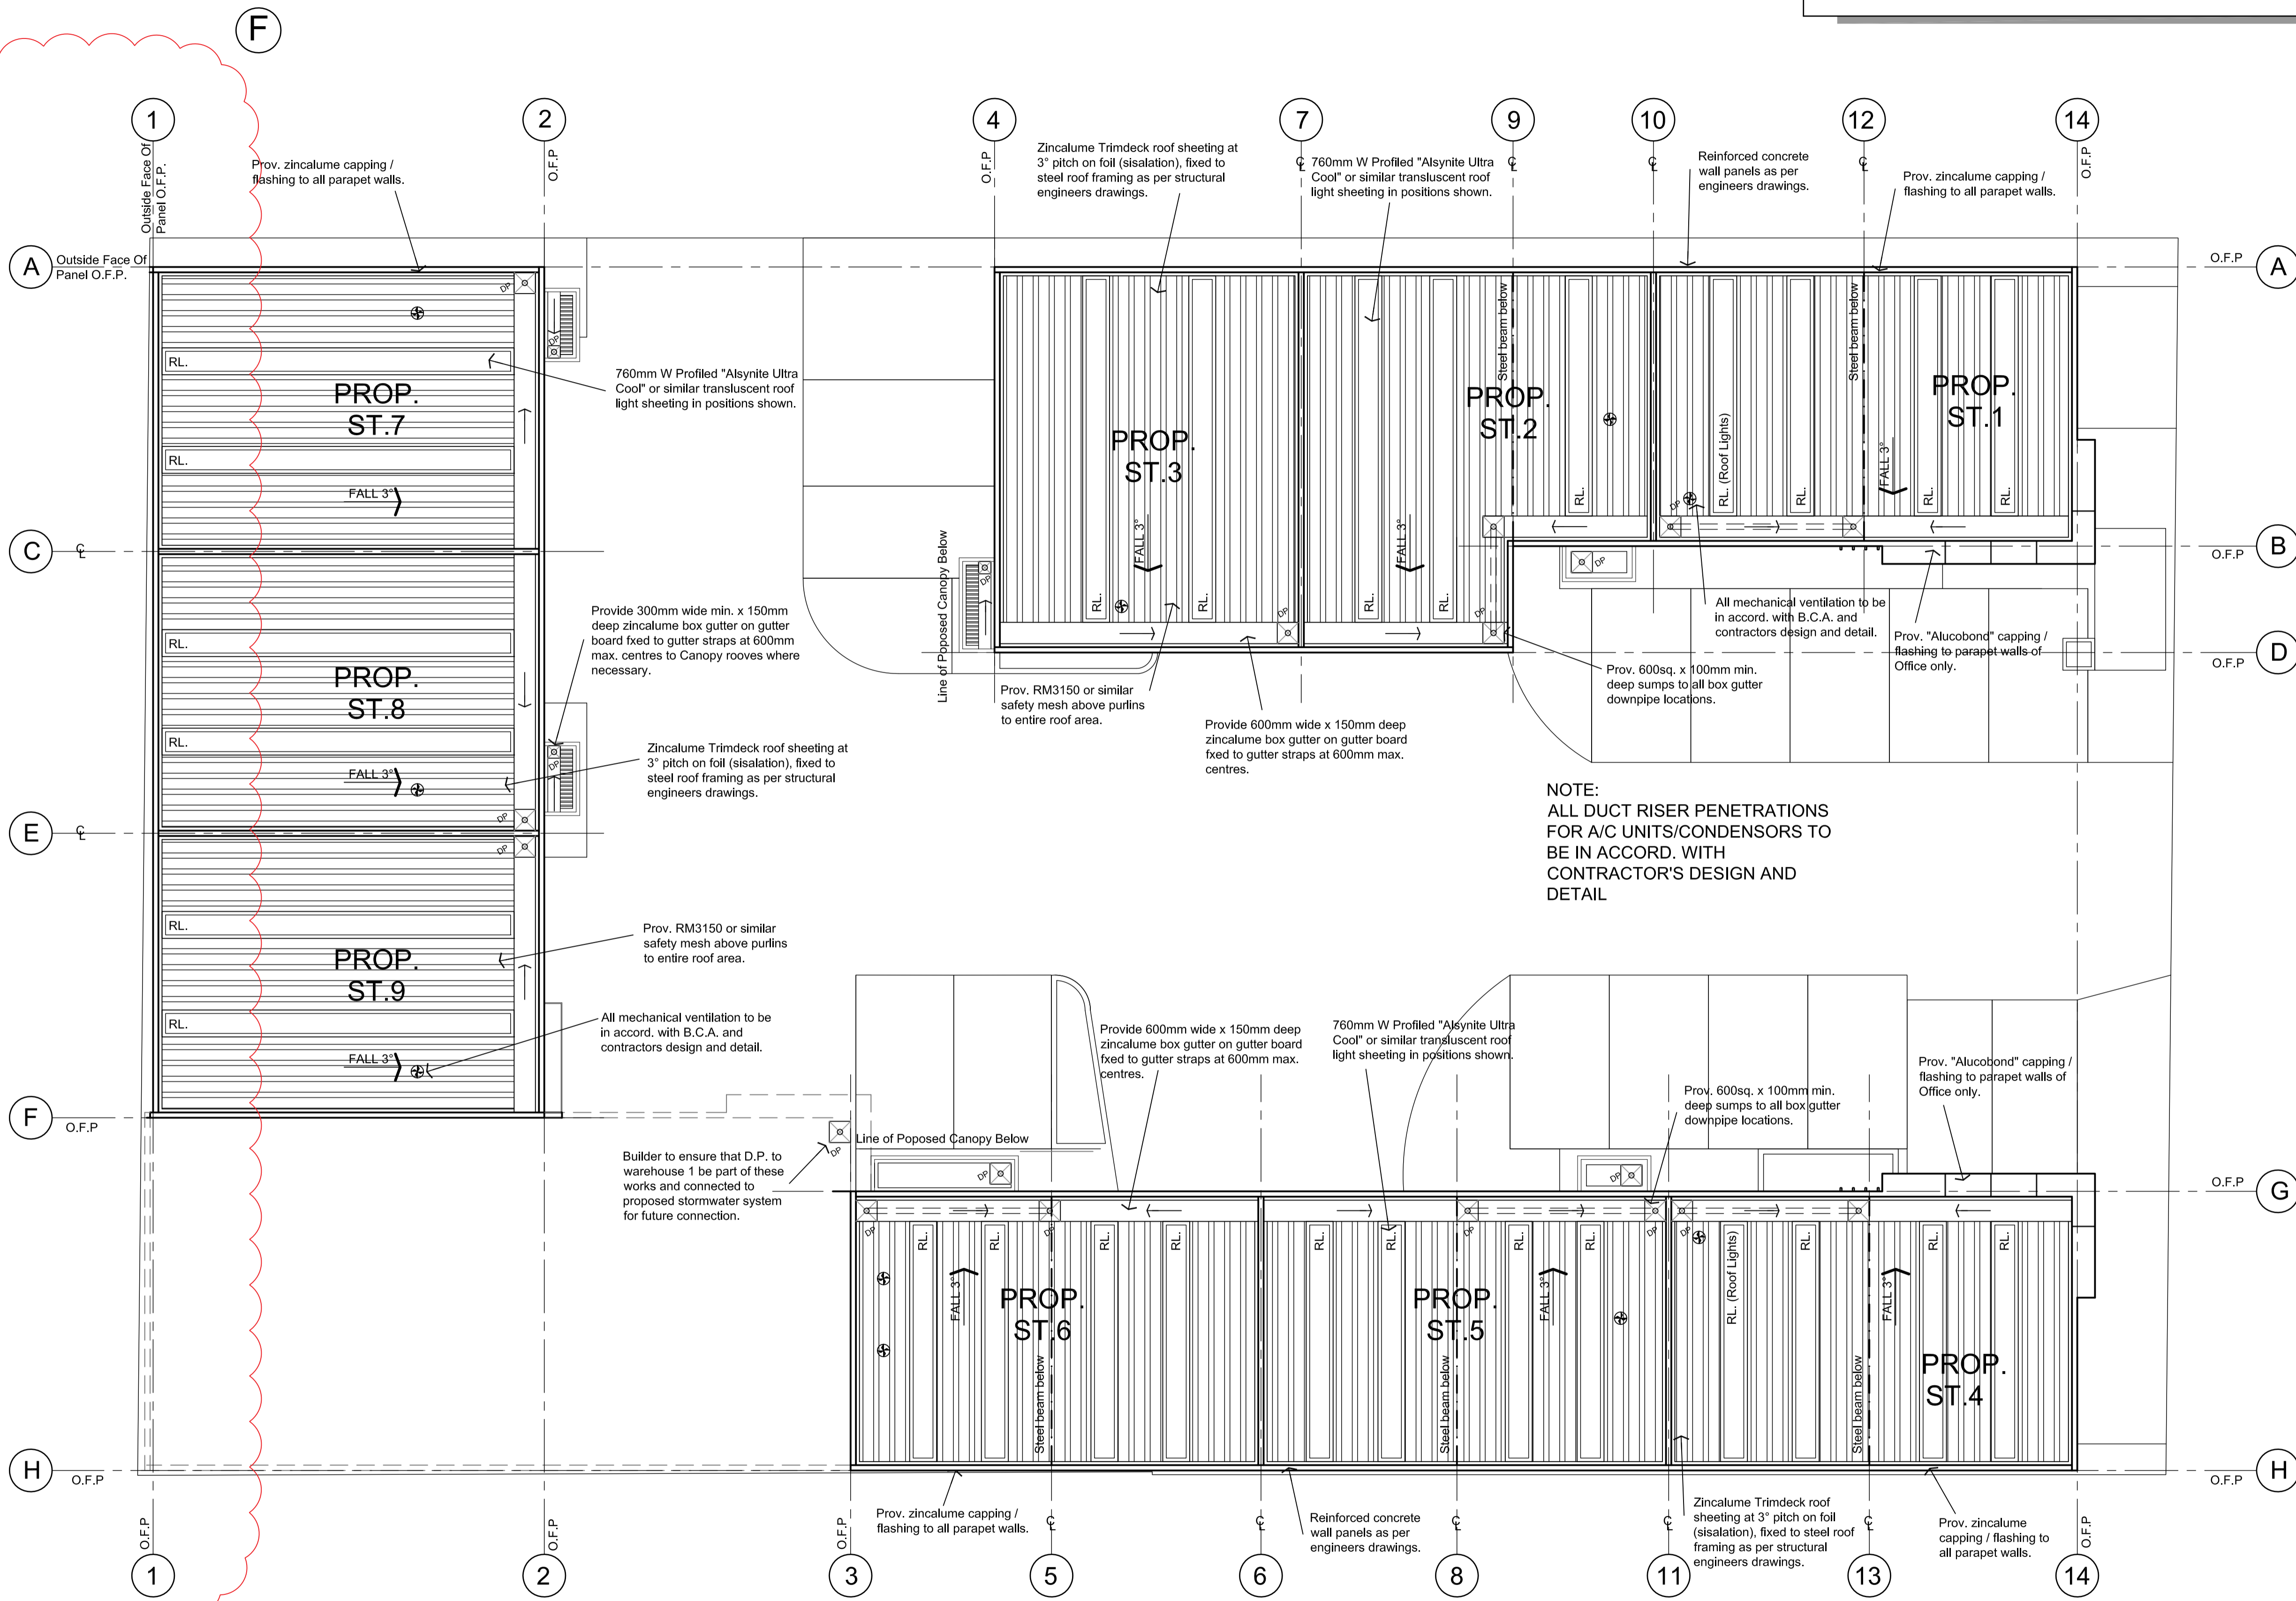 F
1
2
4
7
9
10
12
14
Outside Face Of
Panel O.F.P.
O.F.P
O.F.P
℄
℄
℄
℄
O.F.P
Prov. zincalume capping /
flashing to all parapet walls.
Zincalume Trimdeck roof sheeting at
3° pitch on foil (sisalation), fixed to
steel roof framing as per structural
engineers drawings.
760mm W Profiled "Alsynite Ultra
Cool" or similar transluscent roof
light sheeting in positions shown.
Reinforced concrete
wall panels as per
engineers drawings.
Prov. zincalume capping /
flashing to all parapet walls.
A
Outside Face Of
Panel O.F.P.
O.F.P
A
DP
DP
RL.
PROP.
ST.7
RL.
FALL 3°
760mm W Profiled "Alsynite Ultra
Cool" or similar transluscent roof
light sheeting in positions shown.
PROP.
ST.3
FALL 3°
RL.
RL.
DP
Steel beam below
PROP.
ST.2
FALL 3°
RL.
RL.
RL.
DP
DP
RL. (Roof Lights)
RL.
Steel beam below
PROP.
ST.1
FALL 3°
RL.
RL.
C
℄
O.F.P
B
DP
Line of Poposed Canopy Below
DP
Provide 300mm wide min. x 150mm
deep zincalume box gutter on gutter
board fxed to gutter straps at 600mm
max. centres to Canopy rooves where
necessary.
All mechanical ventilation to be
in accord. with B.C.A. and
contractors design and detail.
Prov. "Alucobond" capping /
flashing to parapet walls of
Office only.
O.F.P
D
Prov. 600sq. x 100mm min.
deep sumps to all box gutter
downpipe locations.
Prov. RM3150 or similar
safety mesh above purlins
to entire roof area.
Provide 600mm wide x 150mm deep
zincalume box gutter on gutter board
fxed to gutter straps at 600mm max.
centres.
RL.
PROP.
ST.8
RL.
FALL 3°
DP
DP
Zincalume Trimdeck roof sheeting at
3° pitch on foil (sisalation), fixed to
steel roof framing as per structural
engineers drawings.
NOTE:
ALL DUCT RISER PENETRATIONS
FOR A/C UNITS/CONDENSORS TO
BE IN ACCORD. WITH
CONTRACTOR'S DESIGN AND
DETAIL
E
℄
DP
RL.
PROP.
ST.9
RL.
FALL 3°
Prov. RM3150 or similar
safety mesh above purlins
to entire roof area.
All mechanical ventilation to be
in accord. with B.C.A. and
contractors design and detail.
Provide 600mm wide x 150mm deep
zincalume box gutter on gutter board
fxed to gutter straps at 600mm max.
centres.
760mm W Profiled "Alsynite Ultra
Cool" or similar transluscent roof
light sheeting in positions shown.
Prov. 600sq. x 100mm min.
deep sumps to all box gutter
downpipe locations.
Prov. "Alucobond" capping /
flashing to parapet walls of
Office only.
F
O.F.P
Line of Poposed Canopy Below
DP
Builder to ensure that D.P. to
warehouse 1 be part of these
works and connected to
proposed stormwater system
for future connection.
DP
DP
O.F.P
G
DP
DP
RL.
RL.
RL.
RL.
FALL 3°
PROP.
ST.6
Steel beam below
RL.
RL.
DP
RL.
RL.
DP
PROP.
ST.5
FALL 3°
Steel beam below
DP
RL. (Roof Lights)
RL.
DP
RL.
RL.
FALL 3°
PROP.
ST.4
Steel beam below
H
O.F.P
O.F.P
H
Prov. zincalume capping /
flashing to all parapet walls.
Reinforced concrete
wall panels as per
engineers drawings.
Zincalume Trimdeck roof
sheeting at 3° pitch on foil
(sisalation), fixed to steel roof
framing as per structural
engineers drawings.
Prov. zincalume
capping / flashing to
all parapet walls.
O.F.P
O.F.P
O.F.P
℄
℄
℄
℄
℄
O.F.P
1
2
3
5
6
8
11
13
14